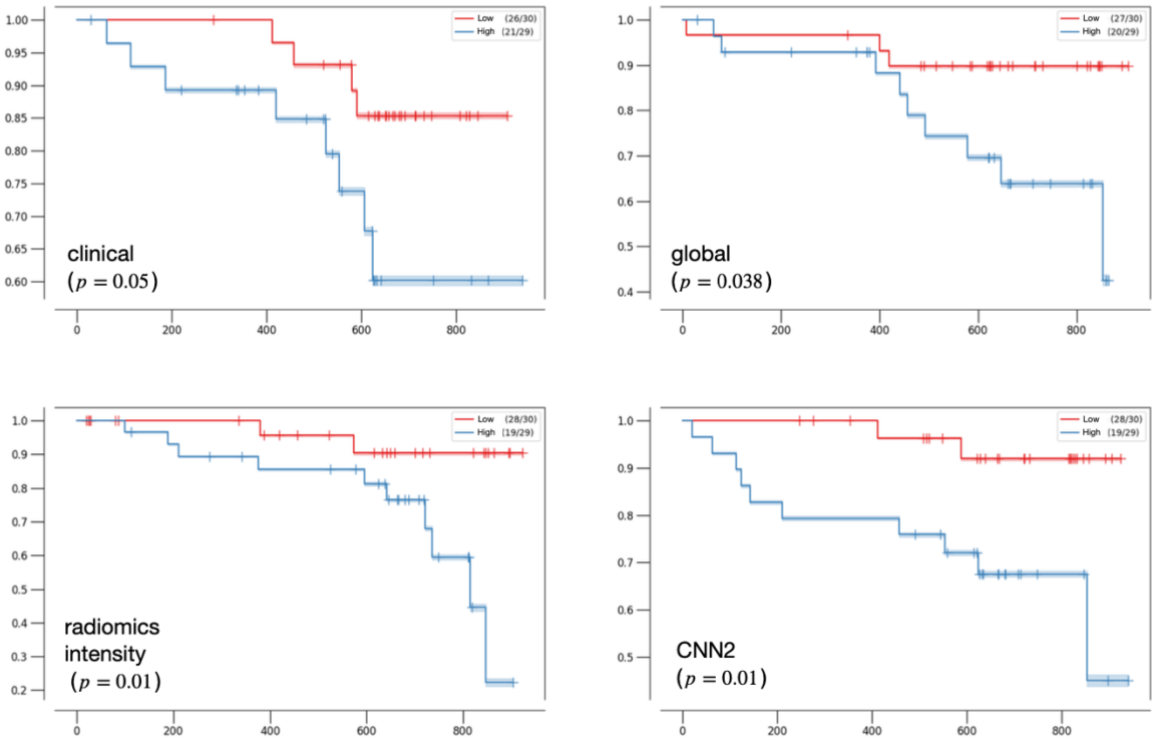 1.00
0.95
0.90
0.85
0.80
0.75
0.70
0.65
0.60
Low (26/30)
High (21/29)
clinical
(p = 0.05)
0 200 400 600 800
1.0
0.9
0.8
0.7
0.6
0.5
0.4
Low (27/30)
High (20/29)
global
(p = 0.038)
0 200 400 600 800
1.0
0.9
0.8
0.7
0.6
0.5
0.4
0.3
0.2
Low (28/30)
High (19/29)
radiomics
intensity
(p = 0.01)
0 200 400 600 800
1.0
0.9
0.8
0.7
0.6
0.5
Low (28/30)
High (19/29)
CNN2
(p = 0.01)
0 200 400 600 800